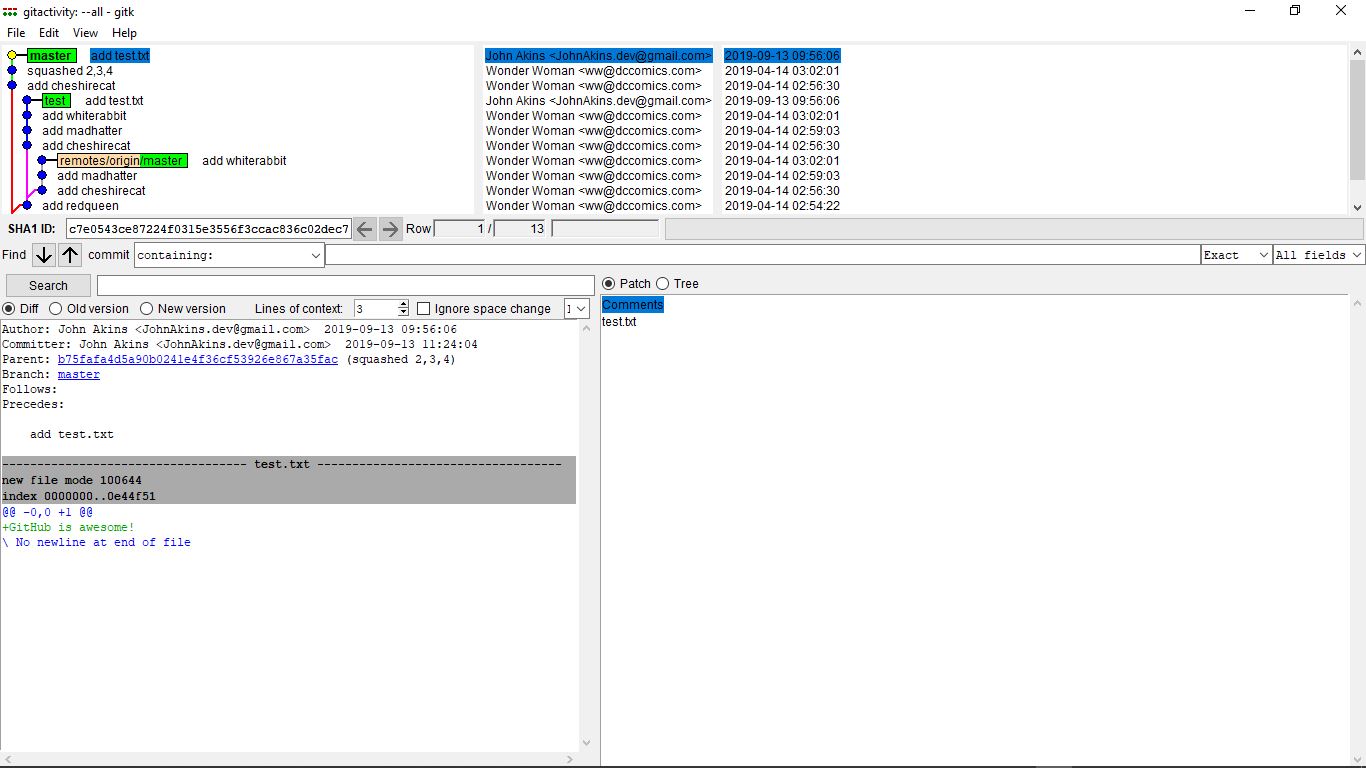 gitactivity: --all - gitk
File Edit View Help
master add test.txt John Akins <JohnAkins.dev@gmail.com> 2019-09-13 09:56:06
squashed 2,3,4 Wonder Woman <ww@dccomics.com> 2019-04-14 03:02:01
add cheshirecat Wonder Woman <ww@dccomics.com> 2019-04-14 02:56:30
test add test.txt John Akins <JohnAkins.dev@gmail.com> 2019-09-13 09:56:06
add whiterabbit Wonder Woman <ww@dccomics.com> 2019-04-14 03:02:01
add madhatter Wonder Woman <ww@dccomics.com> 2019-04-14 02:59:03
add cheshirecat Wonder Woman <ww@dccomics.com> 2019-04-14 02:56:30
remotes/origin/master add whiterabbit Wonder Woman <ww@dccomics.com> 2019-04-14 03:02:01
add madhatter Wonder Woman <ww@dccomics.com> 2019-04-14 02:59:03
add cheshirecat Wonder Woman <ww@dccomics.com> 2019-04-14 02:56:30
add redqueen Wonder Woman <ww@dccomics.com> 2019-04-14 02:54:22
SHA1 ID: c7e0543ce87224f0315e3556f3ccac836c02dec7 Row 1 / 13
Find commit containing: Exact All fields
Search
Patch Tree
Diff Old version New version Lines of context: 3 Ignore space change
Comments
test.txt
Author: John Akins <JohnAkins.dev@gmail.com> 2019-09-13 09:56:06
Committer: John Akins <JohnAkins.dev@gmail.com> 2019-09-13 11:24:04
Parent: b75fafa4d5a90b0241e4f36cf53926e867a35fac (squashed 2,3,4)
Branch: master
Follows:
Precedes:
add test.txt
----------------------------------- test.txt -----------------------------------
new file mode 100644
index 0000000..0e44f51
@@ -0,0 +1 @@
+GitHub is awesome!
\ No newline at end of file